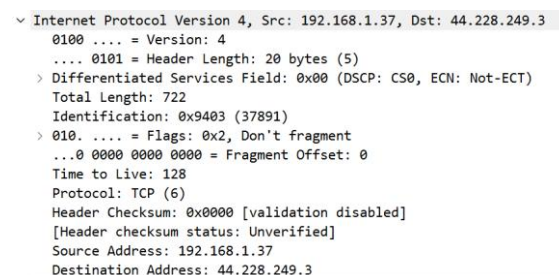 Internet Protocol Version 4, Src: 192.168.1.37, Dst: 44.228.249.3
0100 .... = Version: 4
.... 0101 = Header Length: 20 bytes (5)
Differentiated Services Field: 0x00 (DSCP: CS0, ECN: Not-ECT)
Total Length: 722
Identification: 0x9403 (37891)
010. .... = Flags: 0x2, Don't fragment
...0 0000 0000 0000 = Fragment Offset: 0
Time to Live: 128
Protocol: TCP (6)
Header Checksum: 0x0000 [validation disabled]
[Header checksum status: Unverified]
Source Address: 192.168.1.37
Destination Address: 44.228.249.3